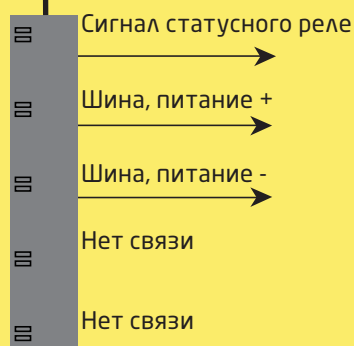 Сигнал статусного реле
Шина, питание +
Шина, питание -
Нет связи
Нет связи